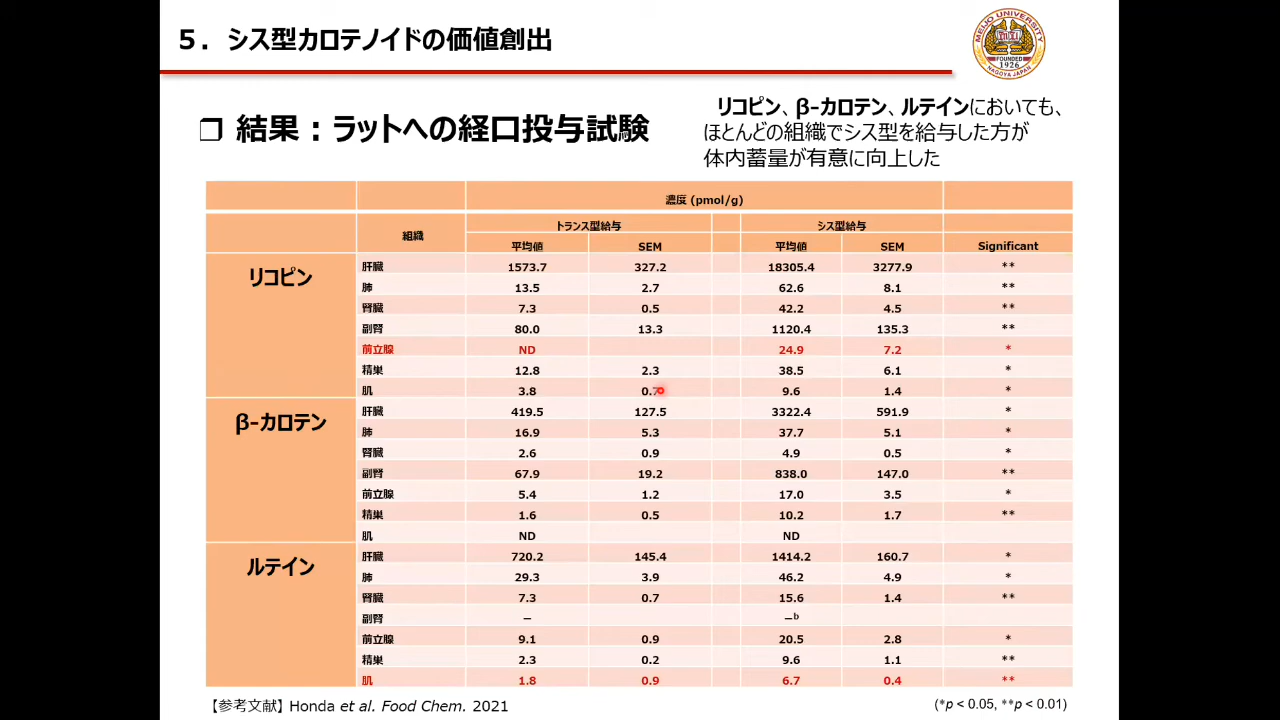 ５．シス型カロテノイドの価値創出
MEIJO UNIVERSITY
FOUNDED
1926
NAGOYA JAPAN
❒ 結果：ラットへの経口投与試験
リコピン、β-カロテン、ルテインにおいても、
ほとんどの組織でシス型を給与した方が
体内蓄量が有意に向上した
濃度 (pmol/g)
組織 トランス型給与 シス型給与
平均値 SEM 平均値 SEM Significant
リコピン 肝臓 1573.7 327.2 18305.4 3277.9 **
肺 13.5 2.7 62.6 8.1 **
腎臓 7.3 0.5 42.2 4.5 **
副腎 80.0 13.3 1120.4 135.3 **
前立腺 ND 24.9 7.2 *
精巣 12.8 2.3 38.5 6.1 *
肌 3.8 0.7 9.6 1.4 *
β-カロテン 肝臓 419.5 127.5 3322.4 591.9 *
肺 16.9 5.3 37.7 5.1 *
腎臓 2.6 0.9 4.9 0.5 *
副腎 67.9 19.2 838.0 147.0 **
前立腺 5.4 1.2 17.0 3.5 *
精巣 1.6 0.5 10.2 1.7 **
肌 ND ND
ルテイン 肝臓 720.2 145.4 1414.2 160.7 *
肺 29.3 3.9 46.2 4.9 *
腎臓 7.3 0.7 15.6 1.4 **
副腎 – –b
前立腺 9.1 0.9 20.5 2.8 *
精巣 2.3 0.2 9.6 1.1 **
肌 1.8 0.9 6.7 0.4 **
【参考文献】Honda et al. Food Chem. 2021
(*p < 0.05, **p < 0.01)